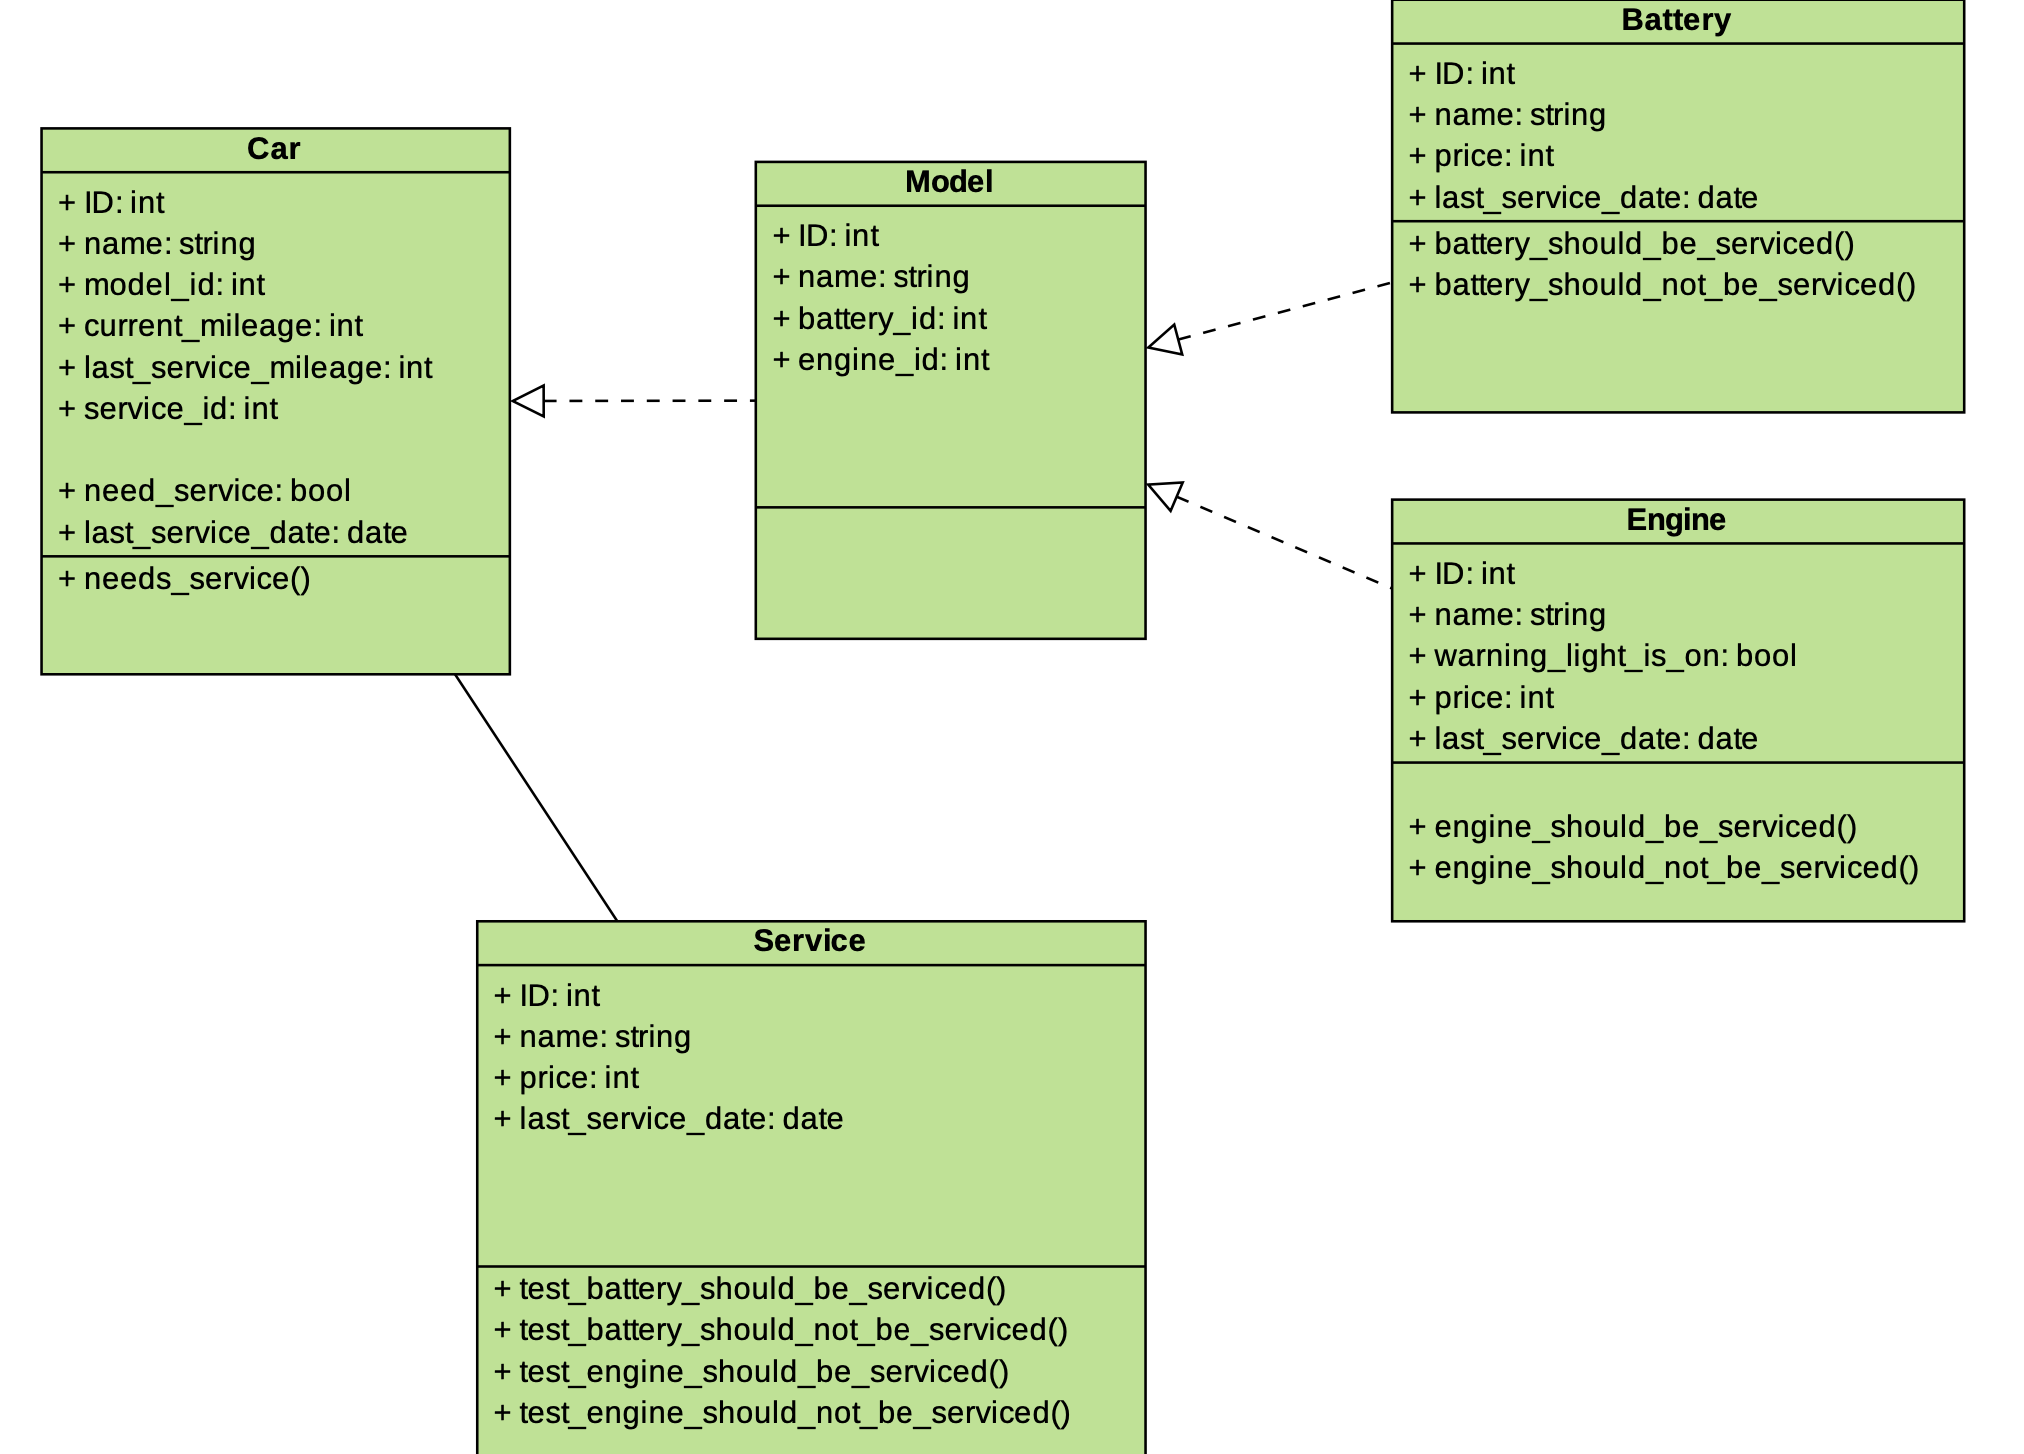 Car
+ ID: int
+ name: string
+ model_id: int
+ current_mileage: int
+ last_service_mileage: int
+ service_id: int
+ need_service: bool
+ last_service_date: date
+ needs_service()
Model
+ ID: int
+ name: string
+ battery_id: int
+ engine_id: int
Battery
+ ID: int
+ name: string
+ price: int
+ last_service_date: date
+ battery_should_be_serviced()
+ battery_should_not_be_serviced()
Engine
+ ID: int
+ name: string
+ warning_light_is_on: bool
+ price: int
+ last_service_date: date
+ engine_should_be_serviced()
+ engine_should_not_be_serviced()
Service
+ ID: int
+ name: string
+ price: int
+ last_service_date: date
+ test_battery_should_be_serviced()
+ test_battery_should_not_be_serviced()
+ test_engine_should_be_serviced()
+ test_engine_should_not_be_serviced()